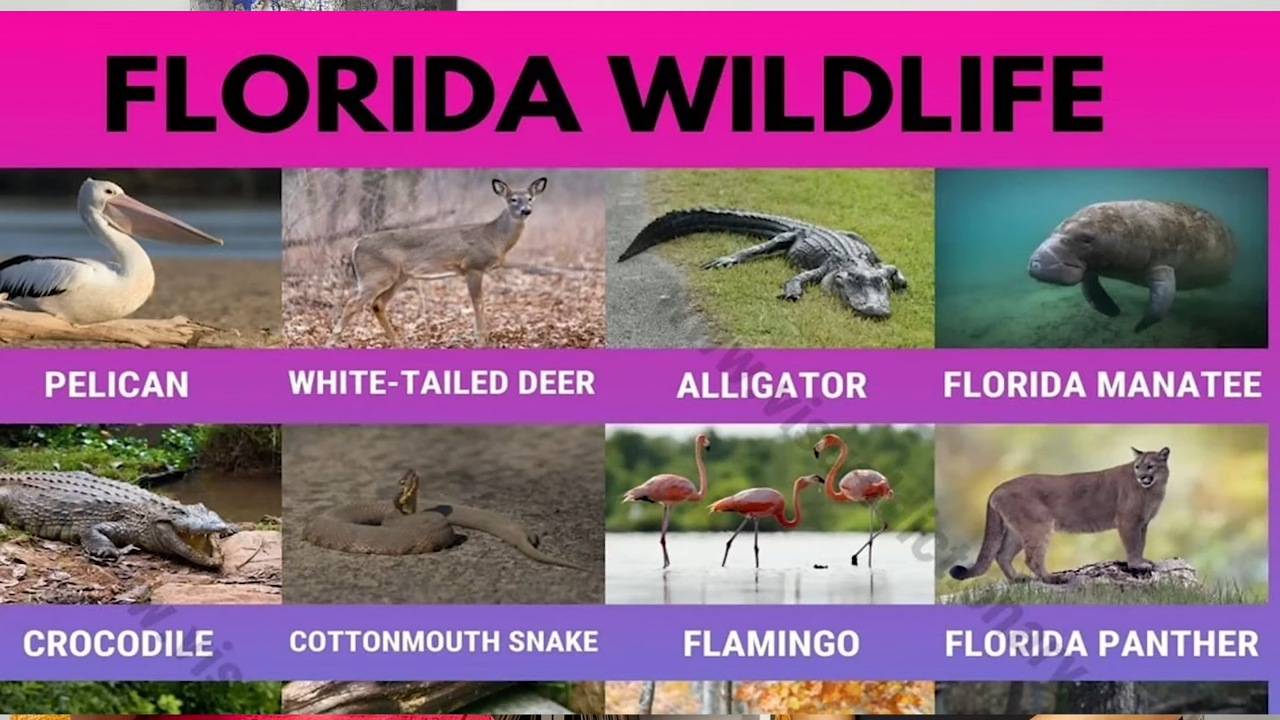 FLORIDA WILDLIFE
PELICAN WHITE-TAILED DEER ALLIGATOR FLORIDA MANATEE
CROCODILE COTTONMOUTH SNAKE FLAMINGO FLORIDA PANTHER